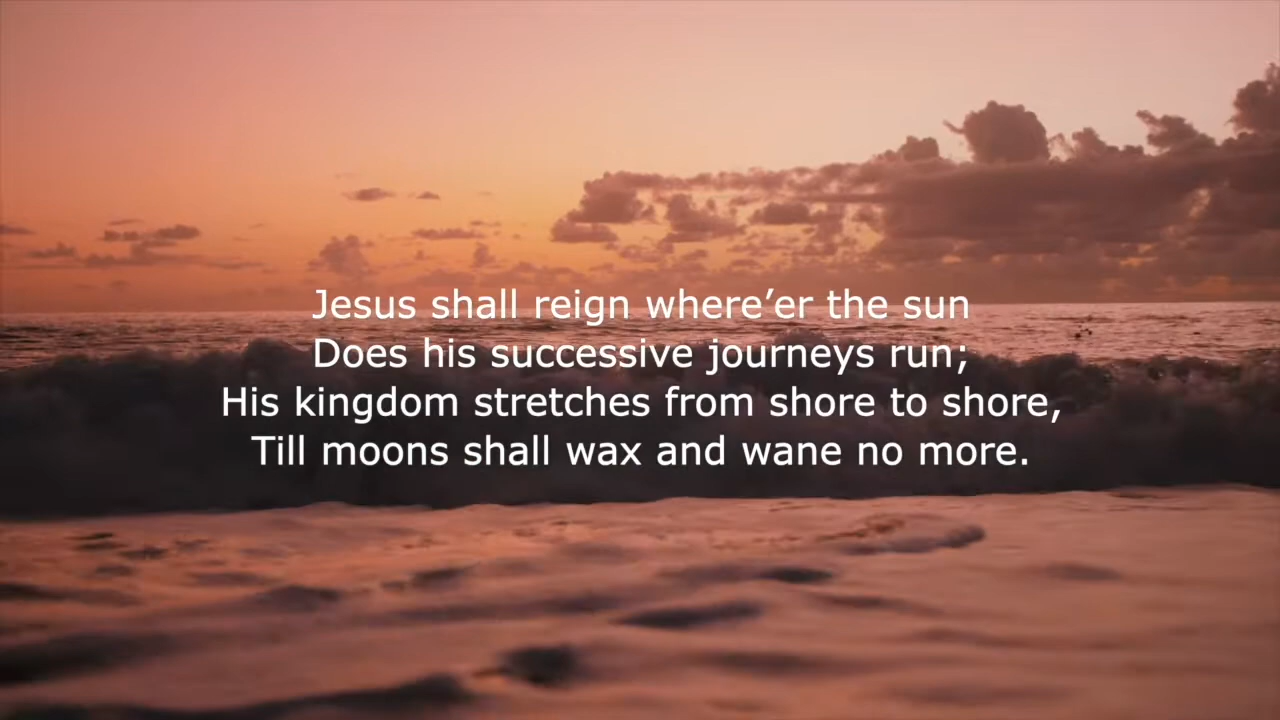 Jesus shall reign where’er the sun
Does his successive journeys run;
His kingdom stretches from shore to shore,
Till moons shall wax and wane no more.